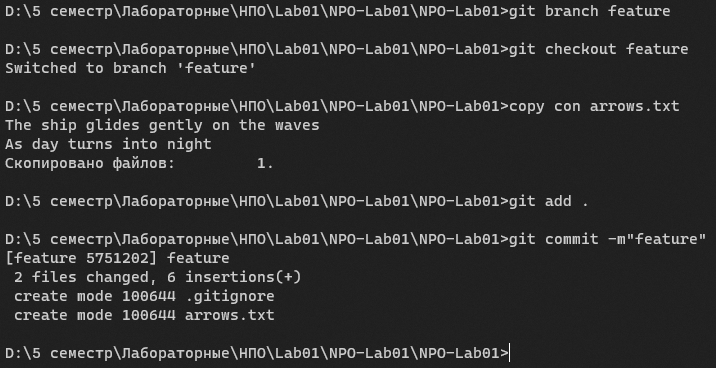 D:\5 семестр\Лабораторные\НПО\Lab01\NPO-Lab01\NPO-Lab01>git branch feature
D:\5 семестр\Лабораторные\НПО\Lab01\NPO-Lab01\NPO-Lab01>git checkout feature
Switched to branch 'feature'
D:\5 семестр\Лабораторные\НПО\Lab01\NPO-Lab01\NPO-Lab01>copy con arrows.txt
The ship glides gently on the waves
As day turns into night
Скопировано файлов:         1.
D:\5 семестр\Лабораторные\НПО\Lab01\NPO-Lab01\NPO-Lab01>git add .
D:\5 семестр\Лабораторные\НПО\Lab01\NPO-Lab01\NPO-Lab01>git commit -m"feature"
[feature 5751202] feature
 2 files changed, 6 insertions(+)
 create mode 100644 .gitignore
 create mode 100644 arrows.txt
D:\5 семестр\Лабораторные\НПО\Lab01\NPO-Lab01\NPO-Lab01>